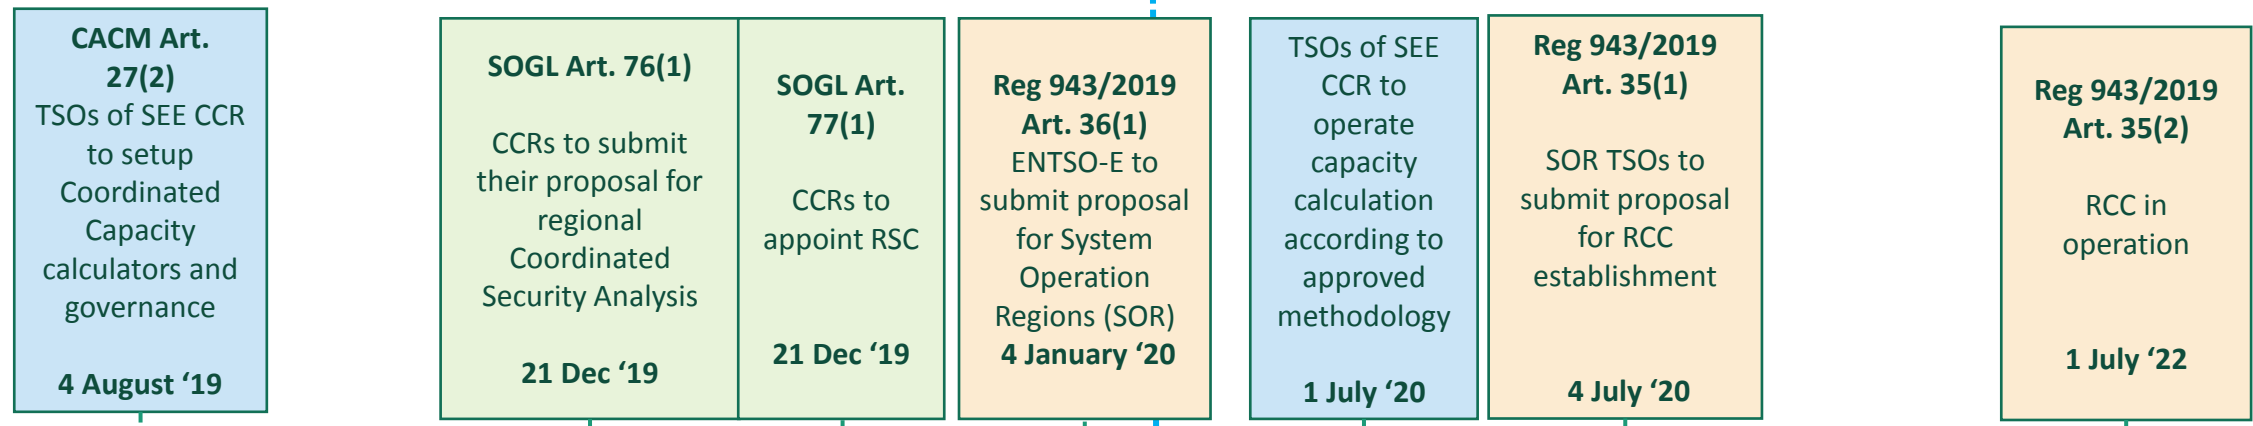 CACM Art.
27(2)
TSOs of SEE CCR
to setup
Coordinated
Capacity
calculators and
governance
4 August ‘19
SOGL Art. 76(1)
CCRs to submit
their proposal for
regional
Coordinated
Security Analysis
21 Dec ‘19
SOGL Art.
77(1)
CCRs to
appoint RSC
21 Dec ‘19
Reg 943/2019
Art. 36(1)
ENTSO-E to
submit proposal
for System
Operation
Regions (SOR)
4 January ‘20
TSOs of SEE
CCR to
operate
capacity
calculation
according to
approved
methodology
1 July ‘20
Reg 943/2019
Art. 35(1)
SOR TSOs to
submit proposal
for RCC
establishment
4 July ‘20
Reg 943/2019
Art. 35(2)
RCC in
operation
1 July ‘22